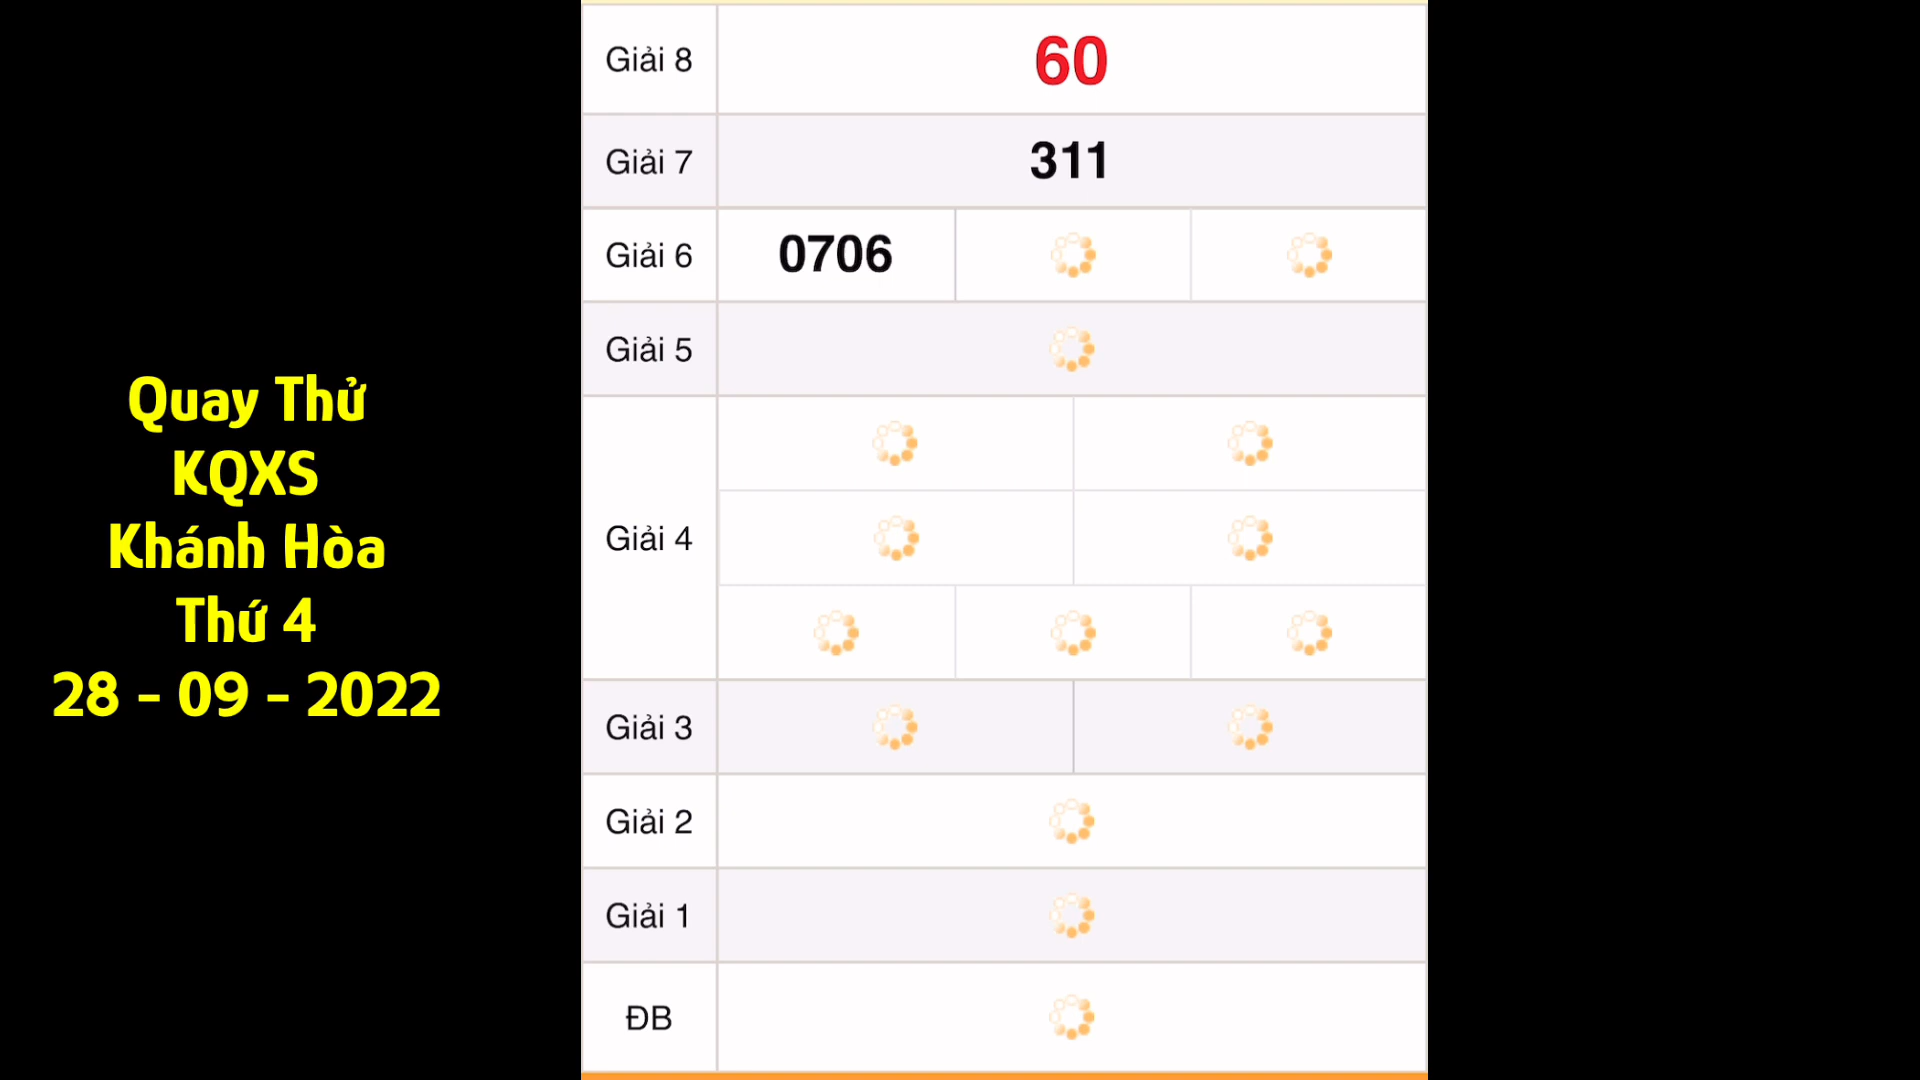 Quay Thử
KQXS
Khánh Hòa
Thứ 4
28 - 09 - 2022
Giải 8 60
Giải 7 311
Giải 6 0706
Giải 5
Giải 4
Giải 3
Giải 2
Giải 1
ĐB